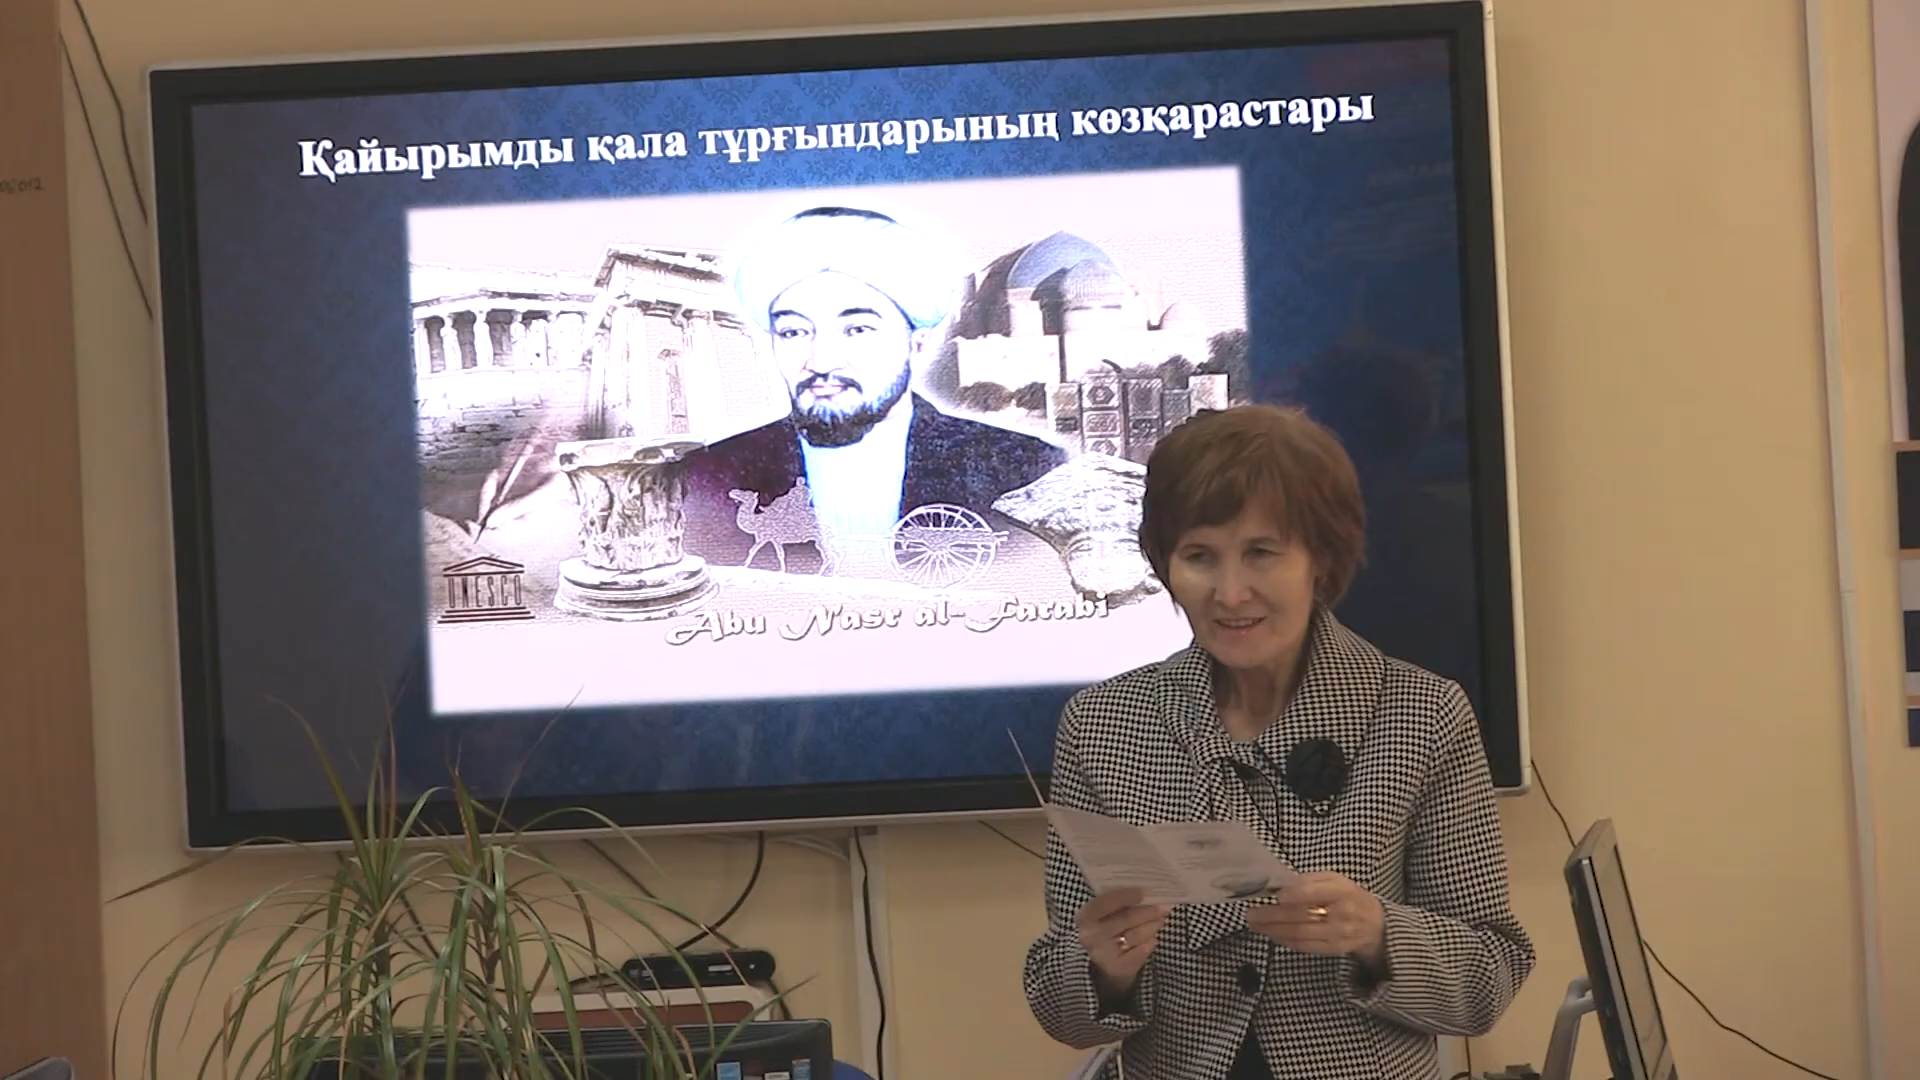 Қайырымды қала тұрғындарының көзқарастары
UNESCO
Abu Nasr al-Farabi